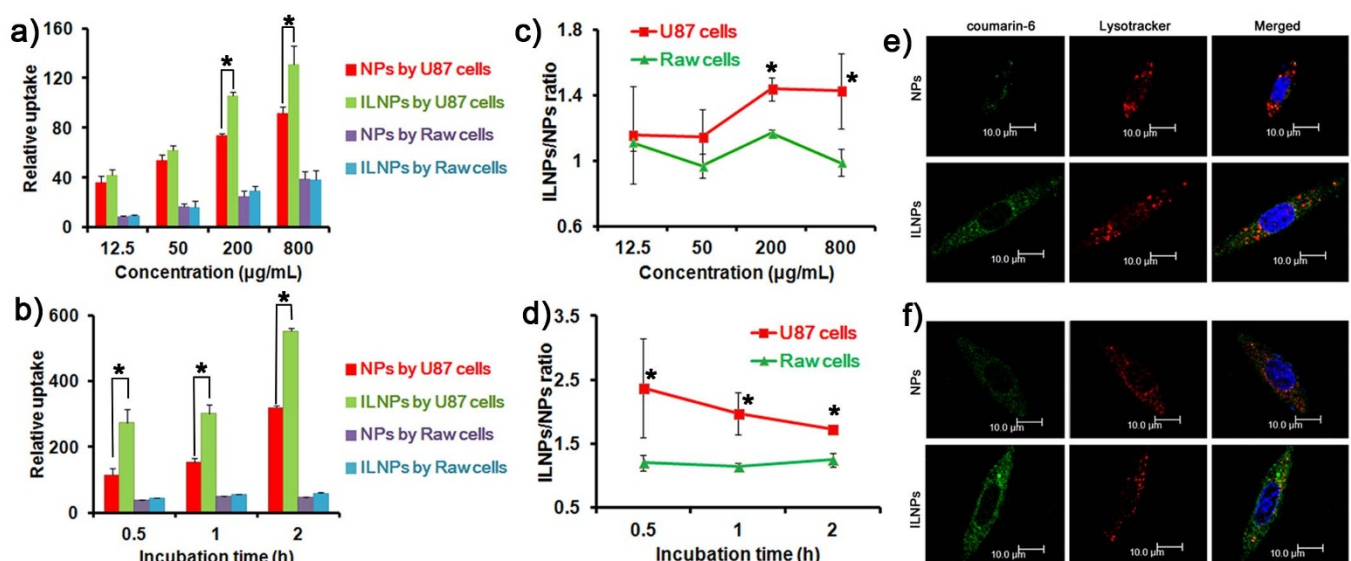 a)
160
120
80
40
0
Relative uptake
* *
NPs by U87 cells
ILNPs by U87 cells
NPs by Raw cells
ILNPs by Raw cells
12.5 50 200 800
Concentration (µg/mL)
b)
600
400
200
0
Relative uptake
* * *
NPs by U87 cells
ILNPs by U87 cells
NPs by Raw cells
ILNPs by Raw cells
0.5 1 2
Incubation time (h)
c)
1.8
1.4
1
0.6
ILNPs/NPs ratio
U87 cells
Raw cells
* *
12.5 50 200 800
Concentration (µg/mL)
d)
3.5
2.5
1.5
0.5
ILNPs/NPs ratio
U87 cells
Raw cells
* * *
0.5 1 2
Incubation time (h)
e)
coumarin-6 Lysotracker Merged
NPs
10.0 µm 10.0 µm 10.0 µm
ILNPs
10.0 µm 10.0 µm 10.0 µm
f)
NPs
10.0 µm 10.0 µm 10.0 µm
ILNPs
10.0 µm 10.0 µm 10.0 µm